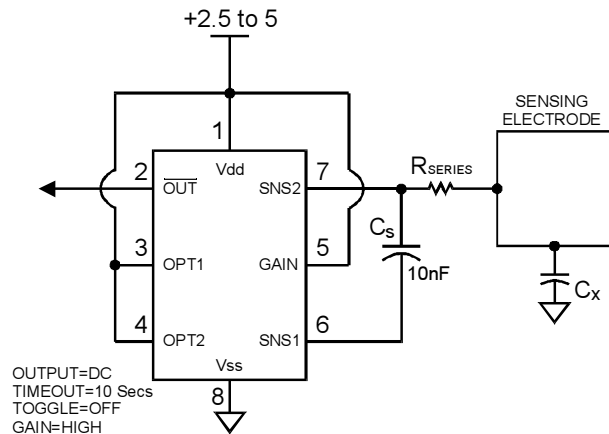 +2.5 to 5
SENSING
ELECTRODE
1
Vdd
2
OUT
7
SNS2
RSERIES
3
OPT1
5
GAIN
Cs
10nF
4
OPT2
6
SNS1
Cx
Vss
8
OUTPUT=DC
TIMEOUT=10 Secs
TOGGLE=OFF
GAIN=HIGH